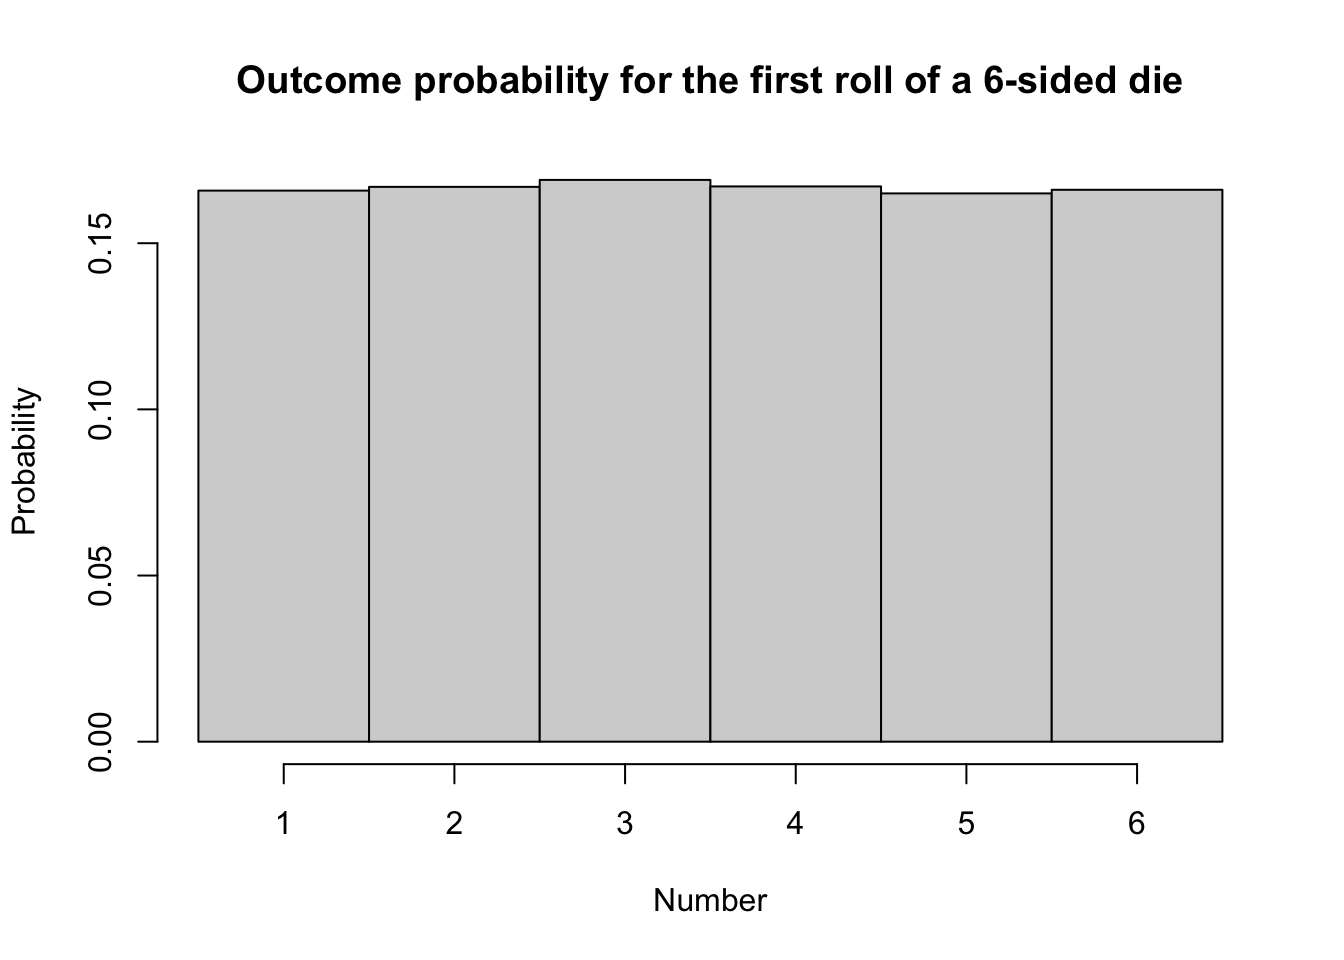 Outcome probability for the first roll of a 6-sided die
0.15
0.10
0.05
0.00
Probability
1 2 3 4 5 6
Number